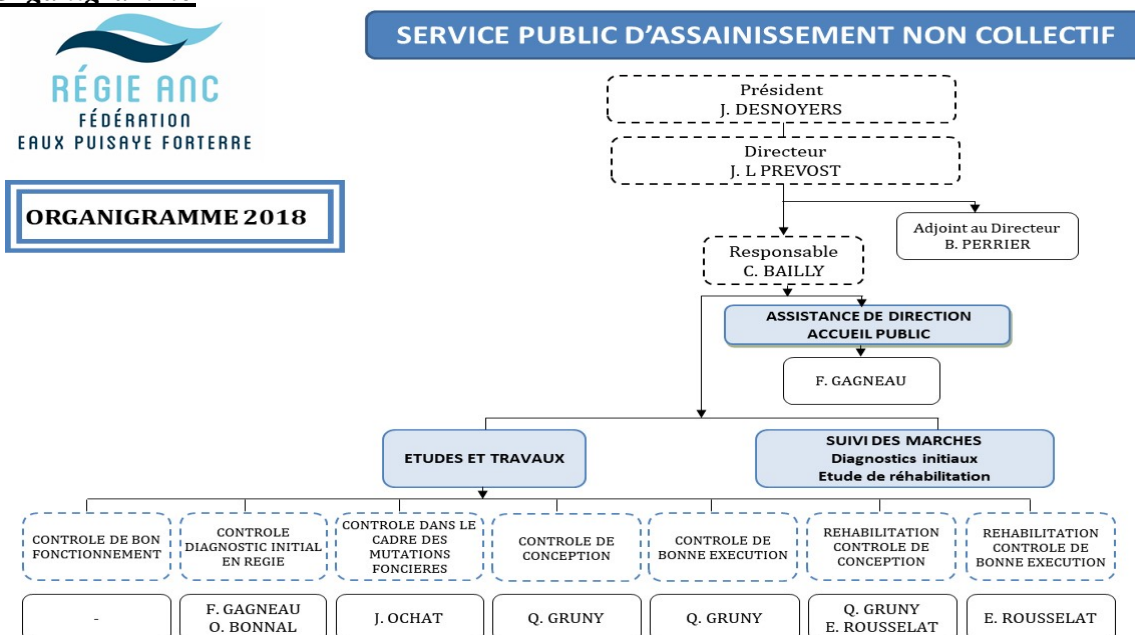 RÉGIE ANC
FÉDÉRATION
EAUX PUISAYE FORTERRE
SERVICE PUBLIC D’ASSAINISSEMENT NON COLLECTIF
ORGANIGRAMME 2018
Président
J. DESNOYERS
Directeur
J. L PREVOST
Adjoint au Directeur
B. PERRIER
Responsable
C. BAILLY
ASSISTANCE DE DIRECTION
ACCUEIL PUBLIC
F. GAGNEAU
ETUDES ET TRAVAUX
SUIVI DES MARCHES
Diagnostics initiaux
Etude de réhabilitation
CONTROLE DE BON
FONCTIONNEMENT
CONTROLE
DIAGNOSTIC INITIAL
EN REGIE
CONTROLE DANS LE
CADRE DES
MUTATIONS
FONCIERES
CONTROLE DE
CONCEPTION
CONTROLE DE
BONNE EXECUTION
REHABILITATION
CONTROLE DE
CONCEPTION
REHABILITATION
CONTROLE DE
BONNE EXECUTION
-
F. GAGNEAU
O. BONNAL
J. OCHAT
Q. GRUNY
Q. GRUNY
Q. GRUNY
E. ROUSSELAT
E. ROUSSELAT